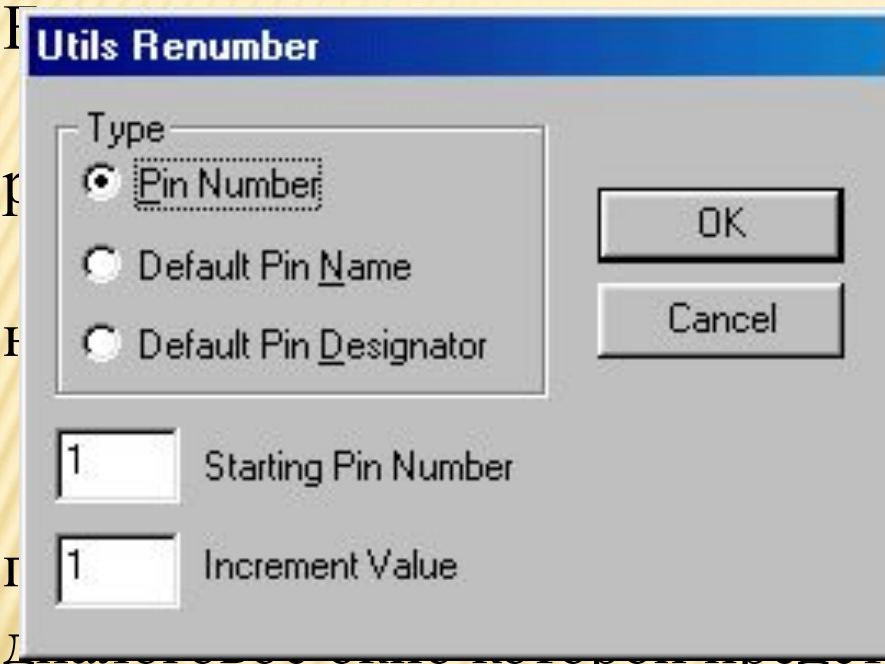 Utils Renumber
Type
Pin Number
OK
Default Pin Name
Cancel
Default Pin Designator
1 Starting Pin Number
1 Increment Value